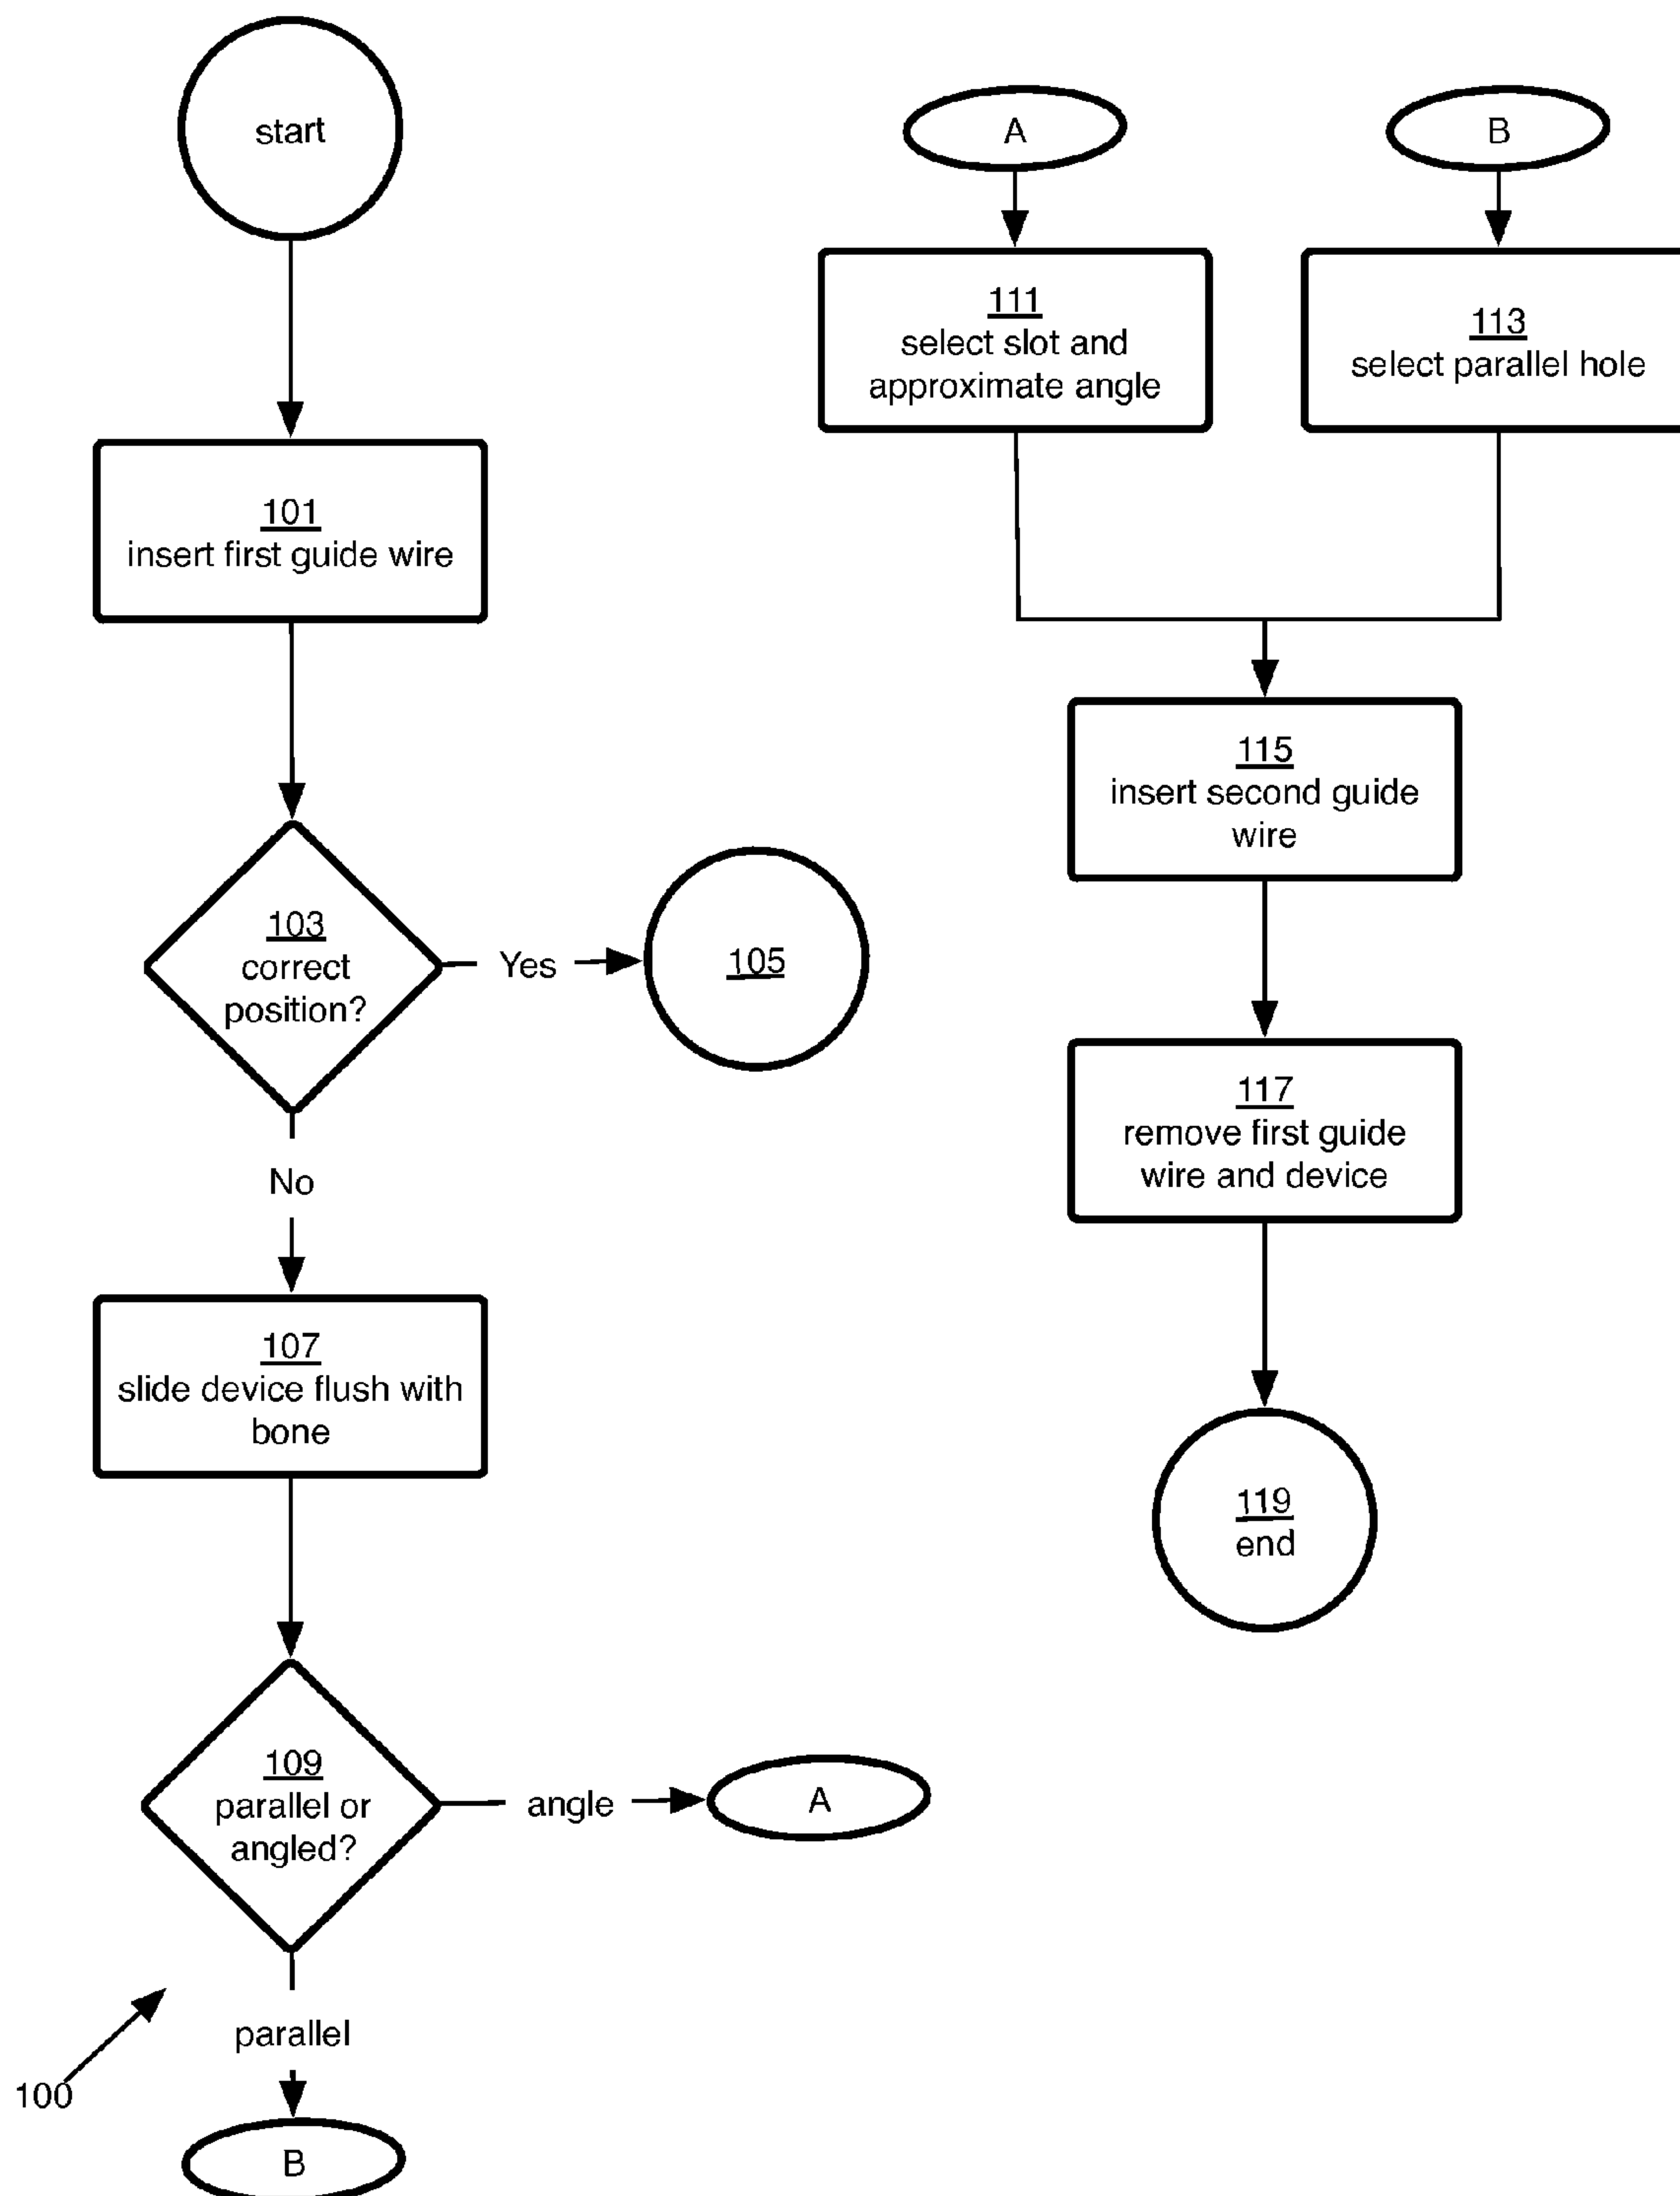 start
101
insert first guide wire
103
correct
position?
Yes
105
No
107
slide device flush with
bone
109
parallel or
angled?
angle
A
parallel
B
100
A
B
111
select slot and
approximate angle
113
select parallel hole
115
insert second guide
wire
117
remove first guide
wire and device
119
end